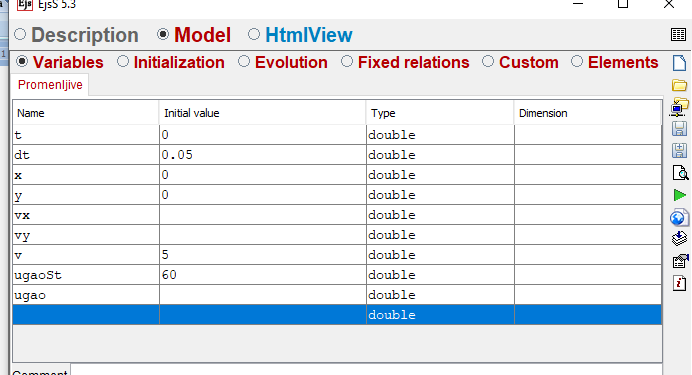 EjsS 5.3
Description Model HtmlView
Variables Initialization Evolution Fixed relations Custom Elements
Promenljive
Name Initial value Type Dimension
t 0 double
dt 0.05 double
x 0 double
y 0 double
vx double
vy double
v 5 double
ugaoSt 60 double
ugao double
double
Comment